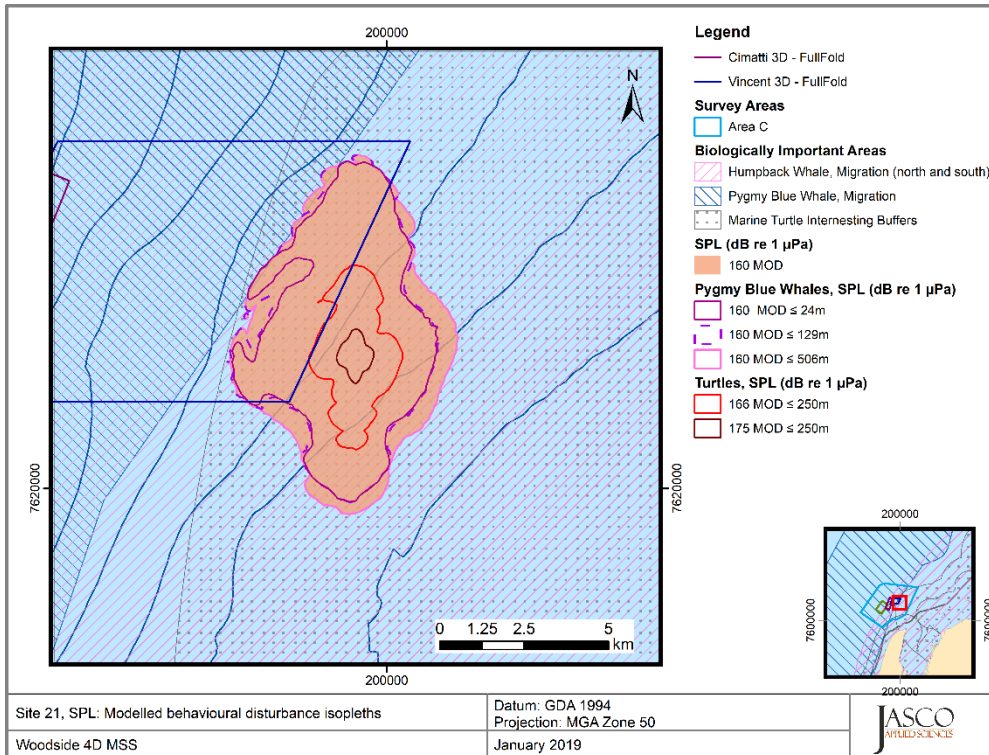 200000
N
7620000
7620000
0 1.25 2.5 5
km
200000
Legend
Cimatti 3D - FullFold
Vincent 3D - FullFold
Survey Areas
Area C
Biologically Important Areas
Humpback Whale, Migration (north and south)
Pygmy Blue Whale, Migration
Marine Turtle Internesting Buffers
SPL (dB re 1 µPa)
160 MOD
Pygmy Blue Whales, SPL (dB re 1 µPa)
160 MOD ≤ 24m
160 MOD ≤ 129m
160 MOD ≤ 506m
Turtles, SPL (dB re 1 µPa)
166 MOD ≤ 250m
175 MOD ≤ 250m
200000
7600000
200000
Site 21, SPL: Modelled behavioural disturbance isopleths
Datum: GDA 1994
Projection: MGA Zone 50
Woodside 4D MSS
January 2019
JASCO
APPLIED SCIENCES